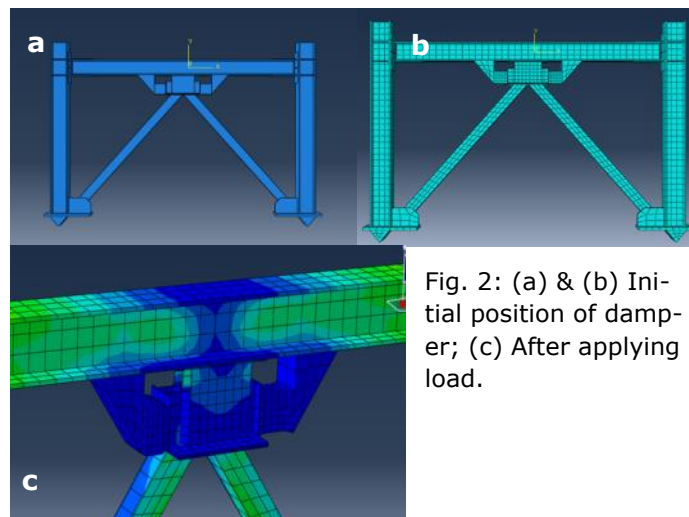 a
b
c
Fig. 2: (a) & (b) Ini-
tial position of damp-
er; (c) After applying
load.